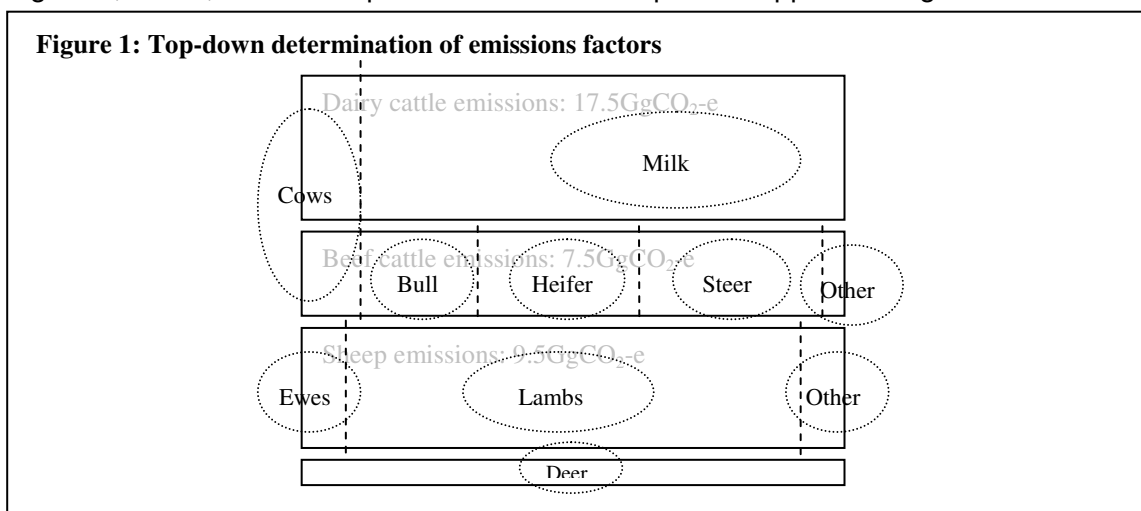 Figure 1: Top-down determination of emissions factors
Dairy cattle emissions: 17.5GgCO₂-e
Milk
Cows
Beef cattle emissions: 7.5GgCO₂-e
Bull
Heifer
Steer
Other
Sheep emissions: 9.5GgCO₂-e
Ewes
Lambs
Other
Deer